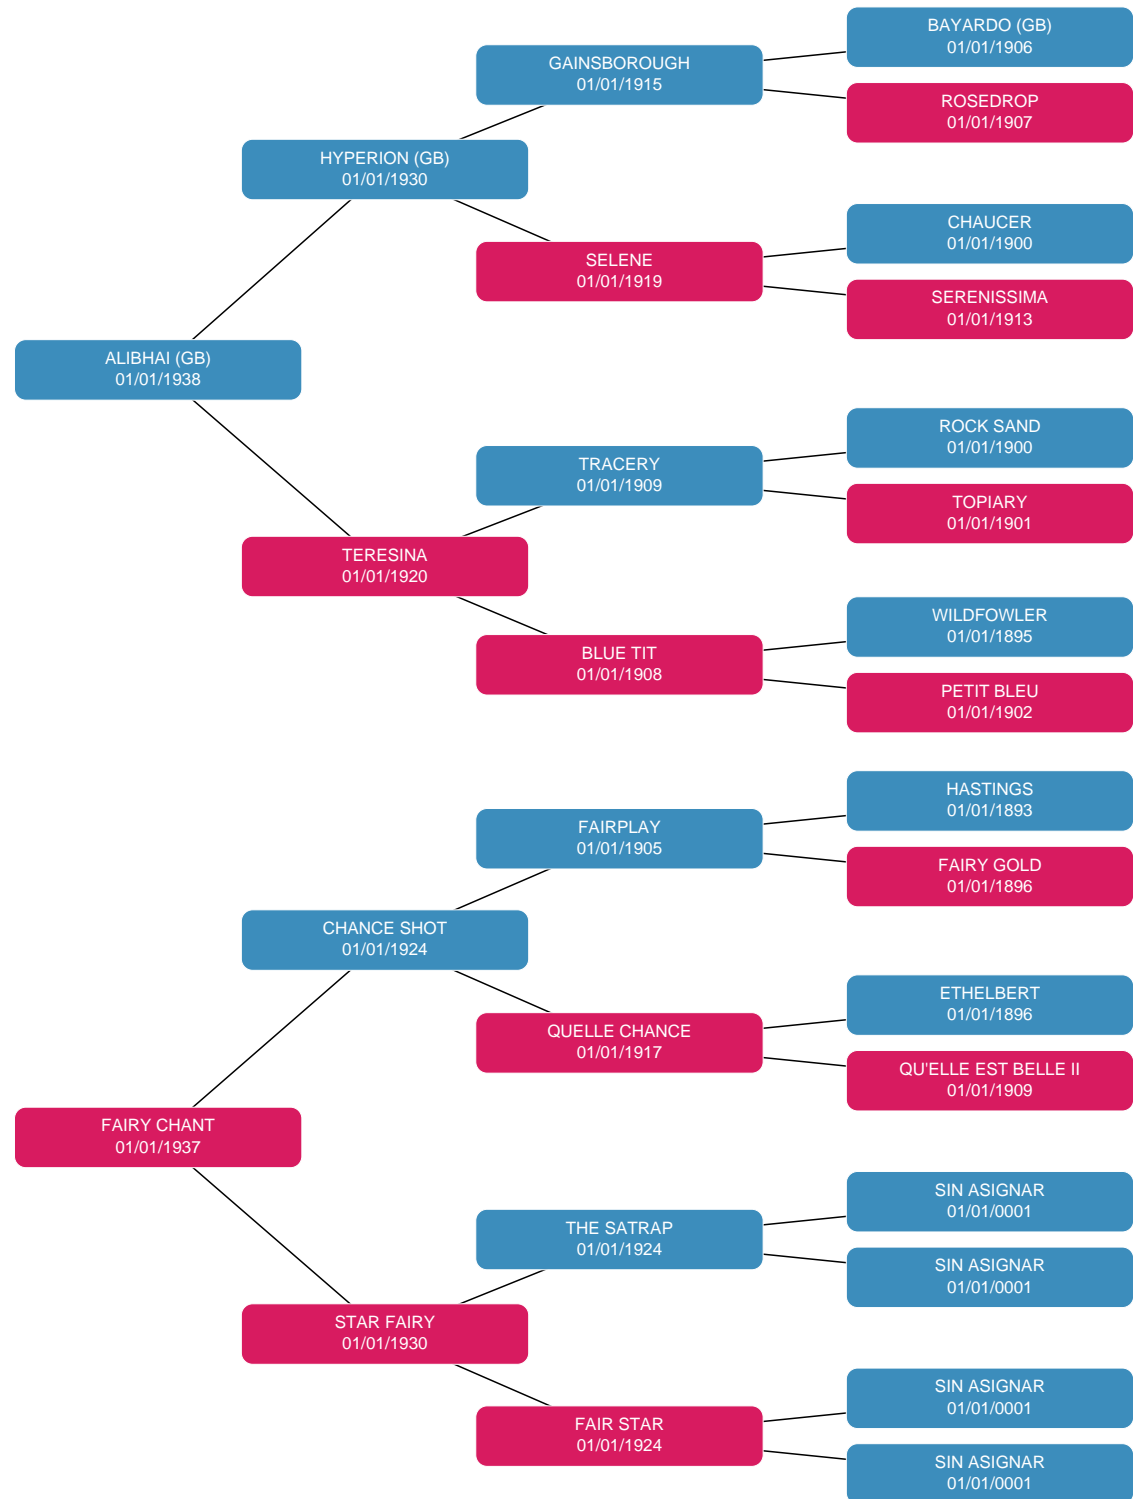 BAYARDO (GB)
01/01/1906
GAINSBOROUGH
01/01/1915
ROSEDROP
01/01/1907
HYPERION (GB)
01/01/1930
CHAUCER
01/01/1900
SELENE
01/01/1919
SERENISSIMA
01/01/1913
ALIBHAI (GB)
01/01/1938
ROCK SAND
01/01/1900
TRACERY
01/01/1909
TOPIARY
01/01/1901
TERESINA
01/01/1920
WILDFOWLER
01/01/1895
BLUE TIT
01/01/1908
PETIT BLEU
01/01/1902
HASTINGS
01/01/1893
FAIRPLAY
01/01/1905
FAIRY GOLD
01/01/1896
CHANCE SHOT
01/01/1924
ETHELBERT
01/01/1896
QUELLE CHANCE
01/01/1917
QU'ELLE EST BELLE II
01/01/1909
FAIRY CHANT
01/01/1937
SIN ASIGNAR
01/01/0001
THE SATRAP
01/01/1924
SIN ASIGNAR
01/01/0001
STAR FAIRY
01/01/1930
SIN ASIGNAR
01/01/0001
FAIR STAR
01/01/1924
SIN ASIGNAR
01/01/0001